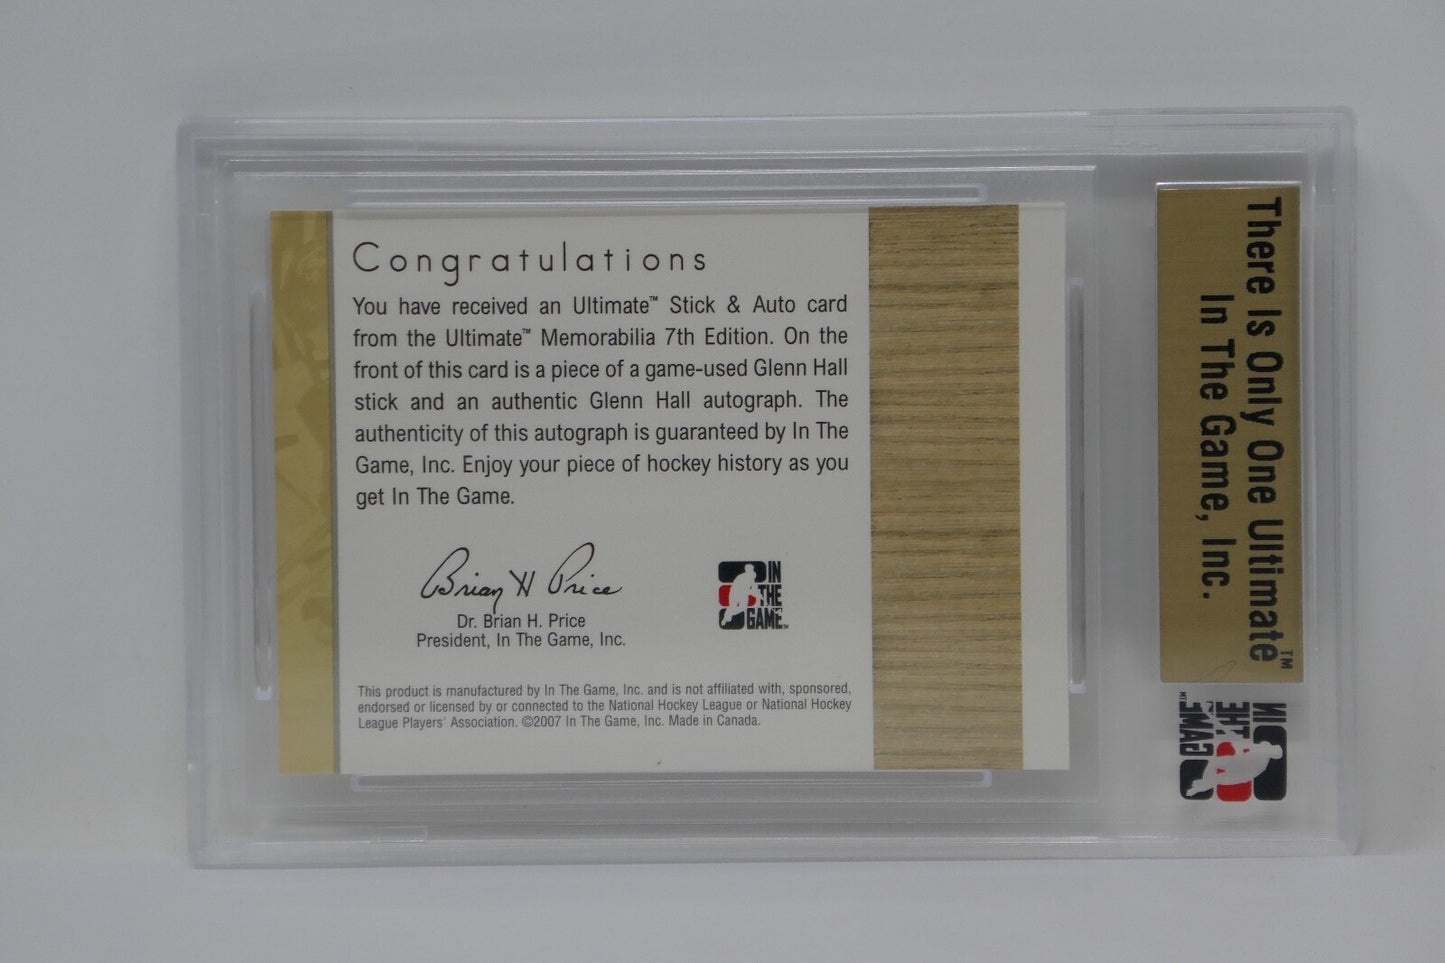 Congratulations
You have received an Ultimate™ Stick & Auto card
from the Ultimate™ Memorabilia 7th Edition. On the
front of this card is a piece of a game-used Glenn Hall
stick and an authentic Glenn Hall autograph. The
authenticity of this autograph is guaranteed by In The
Game, Inc. Enjoy your piece of hockey history as you
get In The Game.
Brian H Price
Dr. Brian H. Price
President, In The Game, Inc.
IN
THE
GAME™
This product is manufactured by In The Game, Inc. and is not affiliated with, sponsored,
endorsed or licensed by or connected to the National Hockey League or National Hockey
League Players' Association. ©2007 In The Game, Inc. Made in Canada.
There Is Only One Ultimate™
In The Game, Inc.
IN
THE
GAME™